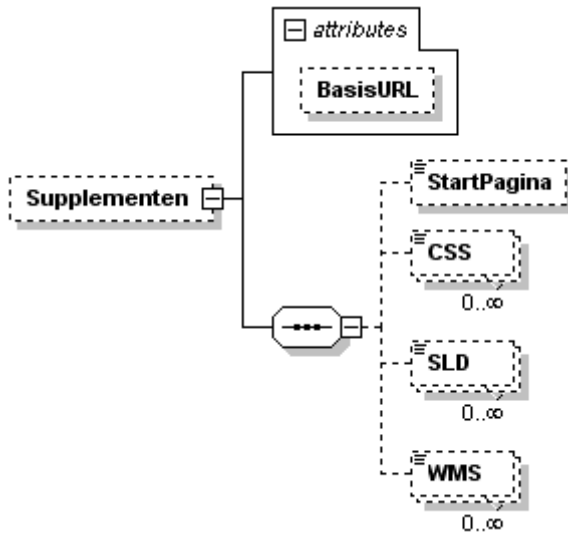 attributes
BasisURL
Supplementen
StartPagina
CSS
0..∞
SLD
0..∞
WMS
0..∞